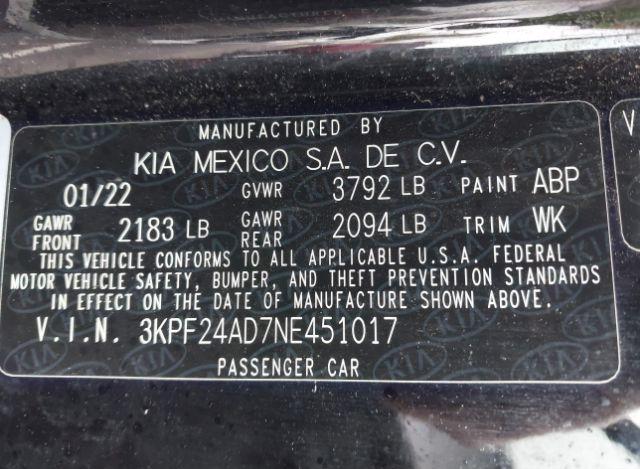 MANUFACTURED BY
KIA MEXICO S.A. DE C.V.
01/22 GVWR 3792 LB PAINT ABP
GAWR FRONT 2183 LB GAWR REAR 2094 LB TRIM WK
THIS VEHICLE CONFORMS TO ALL APPLICABLE U.S.A. FEDERAL
MOTOR VEHICLE SAFETY, BUMPER, AND THEFT PREVENTION STANDARDS
IN EFFECT ON THE DATE OF MANUFACTURE SHOWN ABOVE.
V.I.N. 3KPF24AD7NE451017
PASSENGER CAR